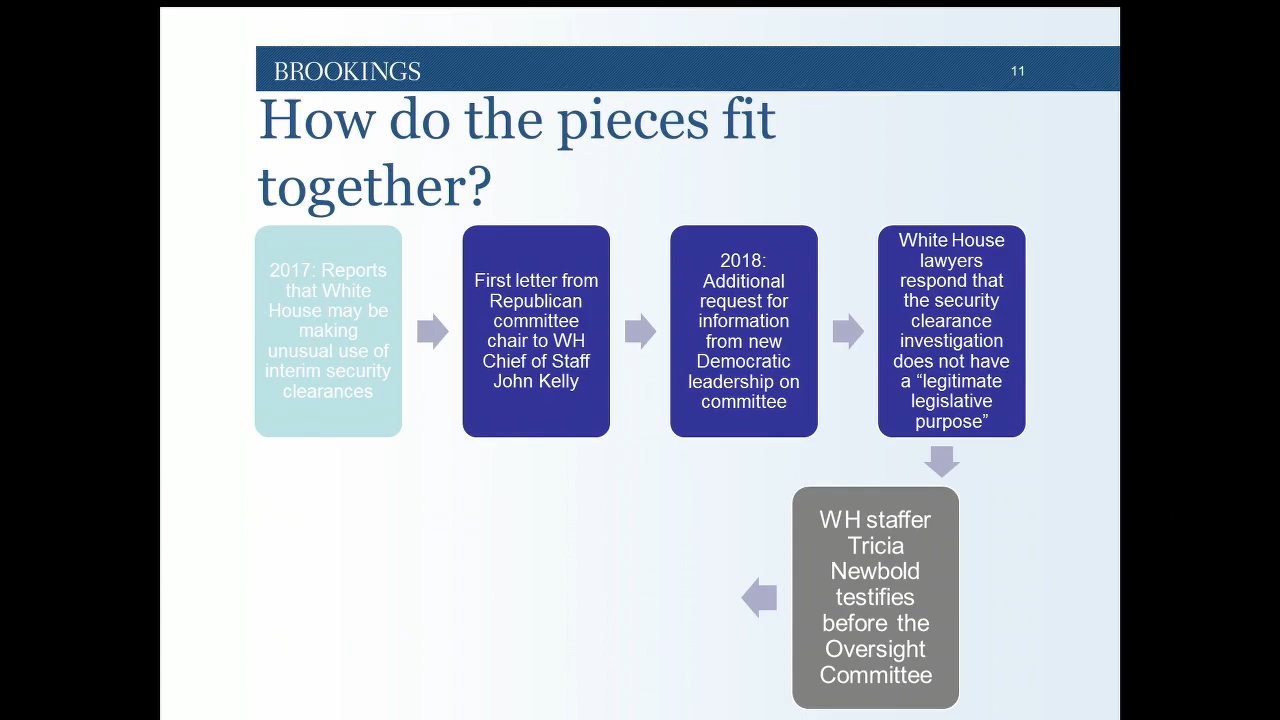 BROOKINGS
11
How do the pieces fit
together?
2017: Reports
that White
House may be
making
unusual use of
interim security
clearances
First letter from
Republican
committee
chair to WH
Chief of Staff
John Kelly
2018:
Additional
request for
information
from new
Democratic
leadership on
committee
White House
lawyers
respond that
the security
clearance
investigation
does not have
a “legitimate
legislative
purpose”
WH staffer
Tricia
Newbold
testifies
before the
Oversight
Committee